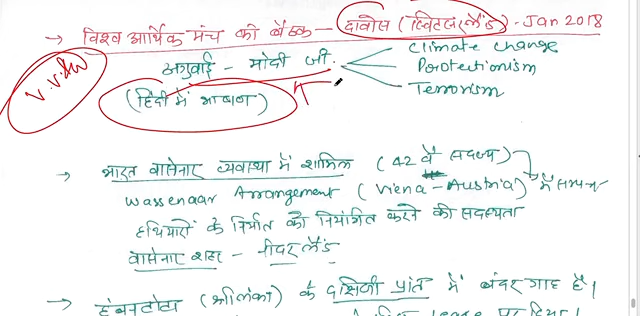 → विश्व आर्थिक मंच की बैठक - दावोस (स्विटजरलैंड) - Jan 2018
V.V.IMP
अगुवाई - मोदी जी.
Climate change
Protectionism
Terrorism
(हिंदी में भाषण)
→ भारत वासेनार व्यवस्था में शामिल (42 वें सदस्य)
Wassenaar Arrangement (Viena - Austria) में सम्पन्न
हथियारों के निर्यात को नियंत्रित करने की सदस्यता
वासेनार शहर - नीदरलैंड
→ हंबनटोटा (श्रीलंका) के दक्षिणी प्रांत में बंदरगाह है।